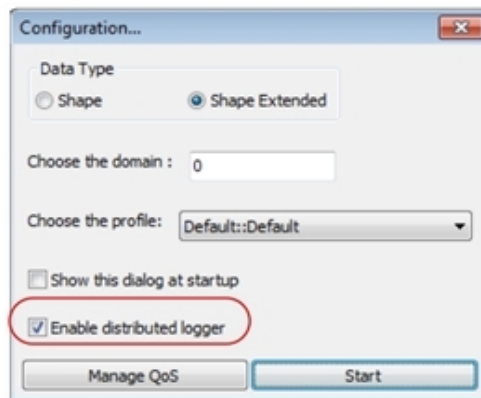 Configuration...
Data Type
Shape Shape Extended
Choose the domain : 0
Choose the profile: Default::Default
Show this dialog at startup
Enable distributed logger
Manage QoS Start